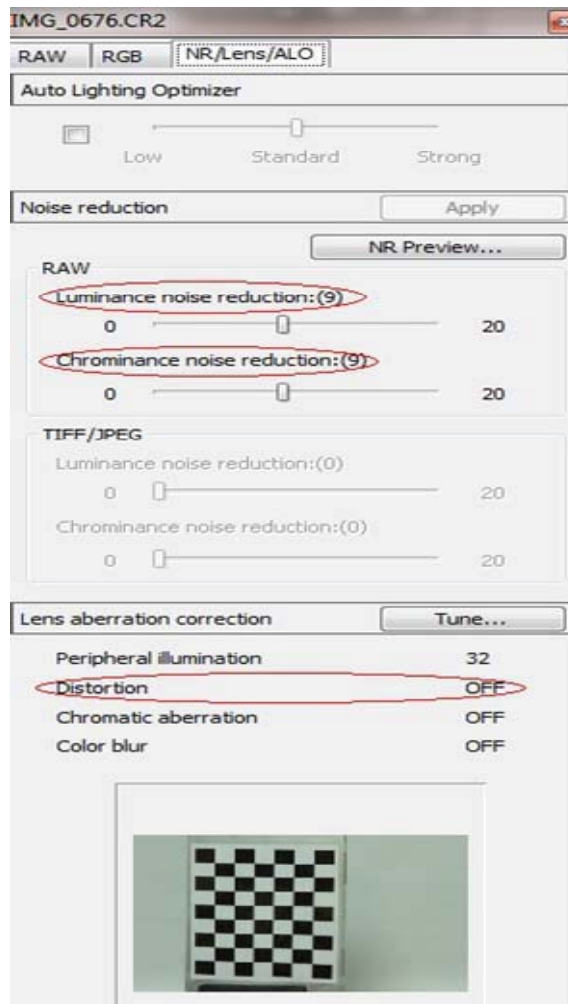 IMG_0676.CR2
RAW RGB NR/Lens/ALO
Auto Lighting Optimizer
Low Standard Strong
Noise reduction Apply
NR Preview...
RAW
Luminance noise reduction:(9)
0 20
Chrominance noise reduction:(9)
0 20
TIFF/JPEG
Luminance noise reduction:(0)
0 20
Chrominance noise reduction:(0)
0 20
Lens aberration correction Tune...
Peripheral illumination 32
Distortion OFF
Chromatic aberration OFF
Color blur OFF